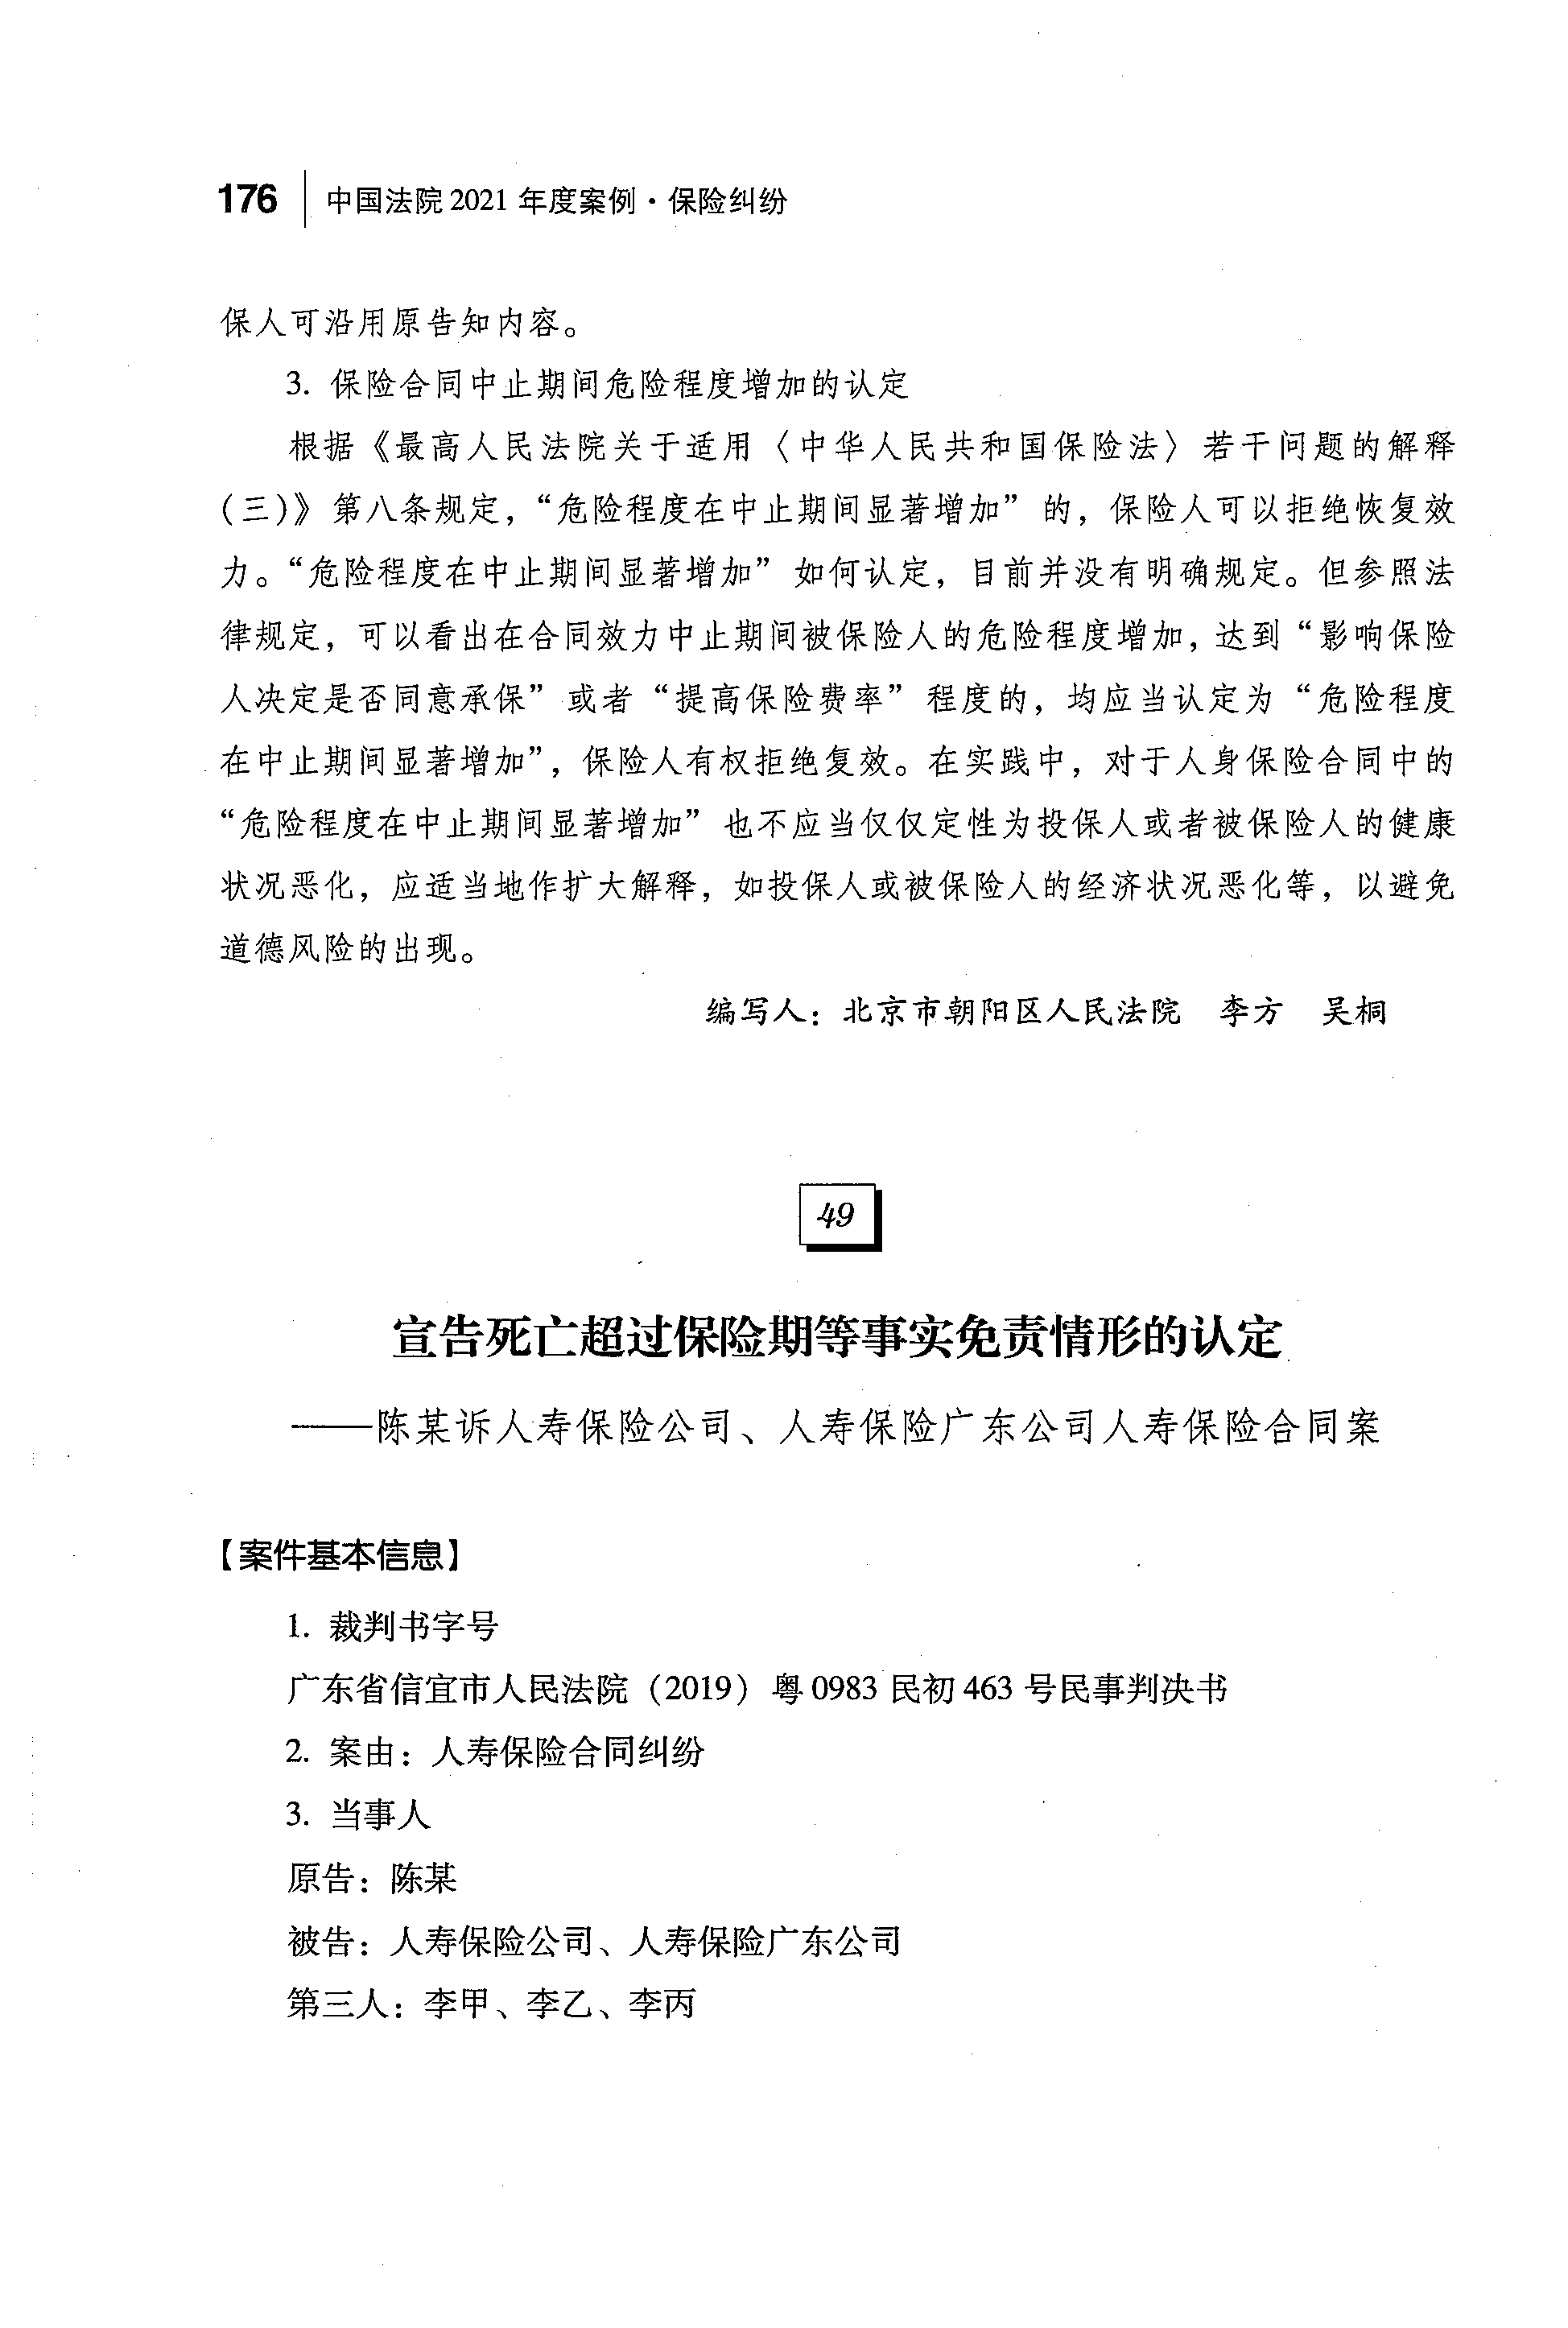 176 中国法院2021年度案例·保险纠纷
保人可沿用原告知内容。
3. 保险合同中止期间危险程度增加的认定
根据《最高人民法院关于适用〈中华人民共和国保险法〉若干问题的解释
(三)》第八条规定，“危险程度在中止期间显著增加”的，保险人可以拒绝恢复效
力。“危险程度在中止期间显著增加”如何认定，目前并没有明确规定。但参照法
律规定，可以看出在合同效力中止期间被保险人的危险程度增加，达到“影响保险
人决定是否同意承保”或者“提高保险费率”程度的，均应当认定为“危险程度
在中止期间显著增加”，保险人有权拒绝复效。在实践中，对于人身保险合同中的
“危险程度在中止期间显著增加”也不应当仅仅定性为投保人或者被保险人的健康
状况恶化，应适当地作扩大解释，如投保人或被保险人的经济状况恶化等，以避免
道德风险的出现。
编写人：北京市朝阳区人民法院 李方 吴桐
49
宣告死亡超过保险期等事实免责情形的认定
——陈某诉人寿保险公司、人寿保险广东公司人寿保险合同案
【案件基本信息】
1. 裁判书字号
广东省信宜市人民法院（2019）粤0983民初463号民事判决书
2. 案由：人寿保险合同纠纷
3. 当事人
原告：陈某
被告：人寿保险公司、人寿保险广东公司
第三人：李甲、李乙、李丙